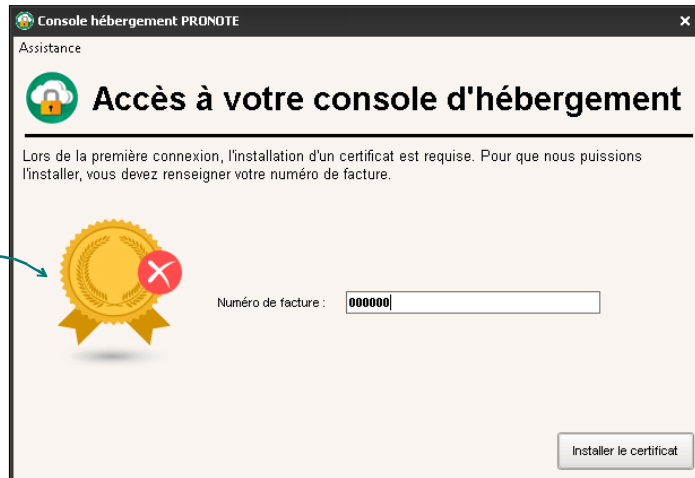 Console hébergement PRONOTE
Assistance
Accès à votre console d'hébergement
Lors de la première connexion, l'installation d'un certificat est requise. Pour que nous puissions
l'installer, vous devez renseigner votre numéro de facture.
Numéro de facture : 000000
Installer le certificat